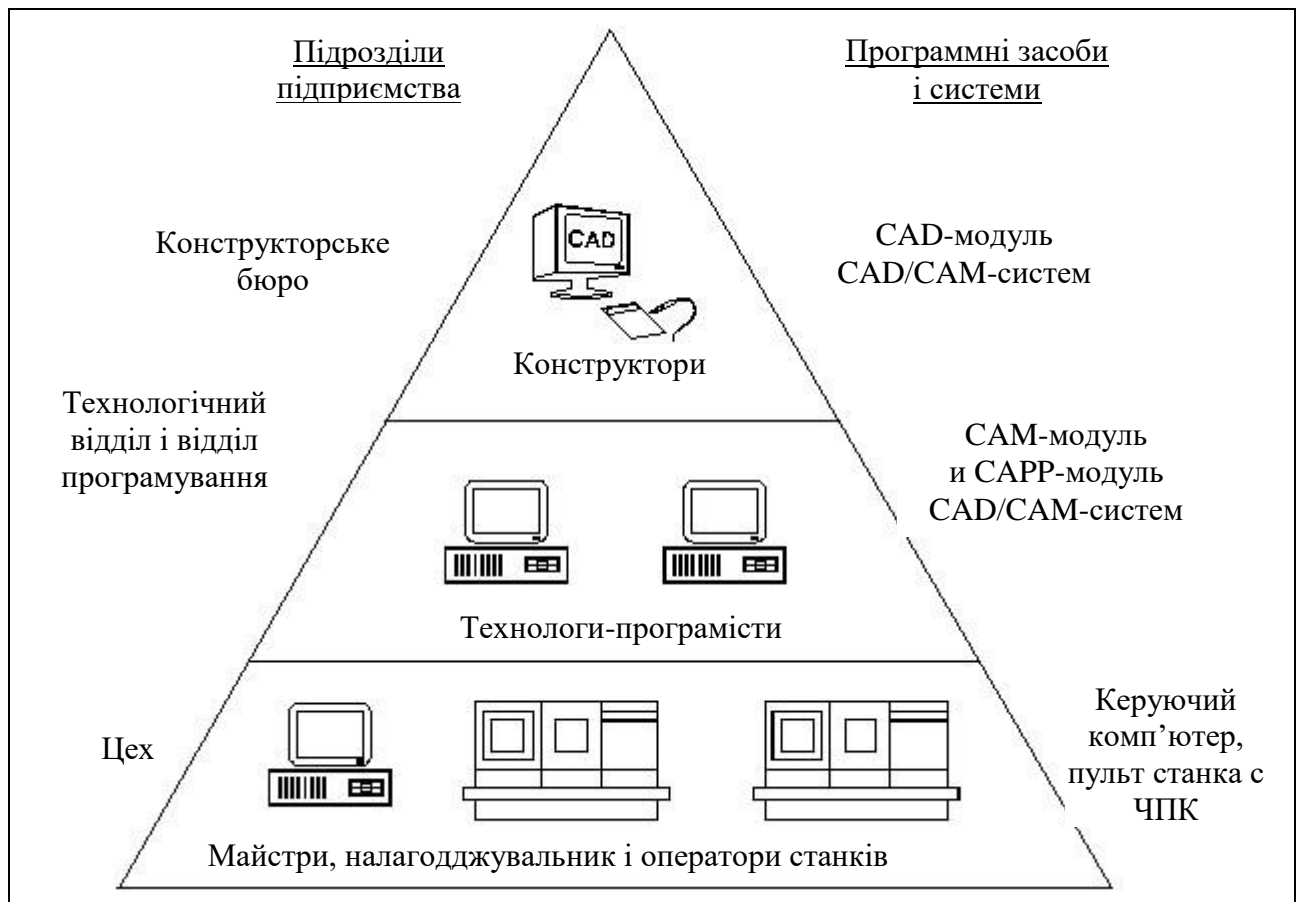 Підрозділи
підприємства
Программні засоби
і системи
CAD
Конструкторське
бюро
CAD-модуль
CAD/CAM-систем
Конструктори
Технологічний
відділ і відділ
програмування
CAM-модуль
и CAPP-модуль
CAD/CAM-систем
Технологи-програмісти
Цех
Керуючий
комп’ютер,
пульт станка с
ЧПК
Майстри, налагодджувальник і оператори станків